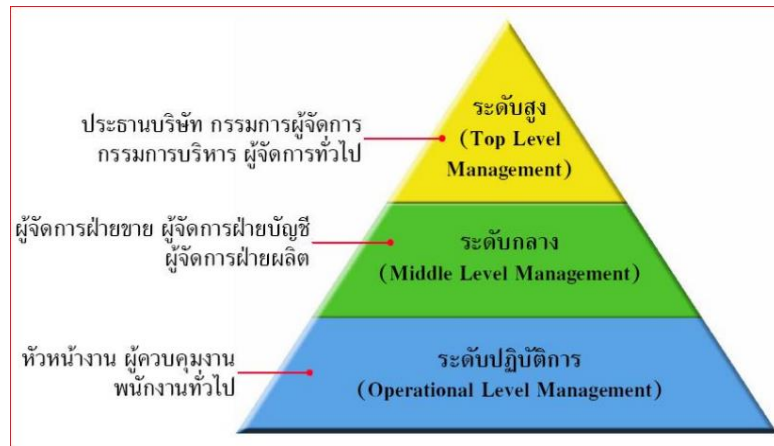 ประธานบริษัท กรรมการผู้จัดการ
กรรมการบริหาร ผู้จัดการทั่วไป
ระดับสูง
(Top Level
Management)
ผู้จัดการฝ่ายขาย ผู้จัดการฝ่ายบัญชี
ผู้จัดการฝ่ายผลิต
ระดับกลาง
(Middle Level Management)
หัวหน้างาน ผู้ควบคุมงาน
พนักงานทั่วไป
ระดับปฏิบัติการ
(Operational Level Management)